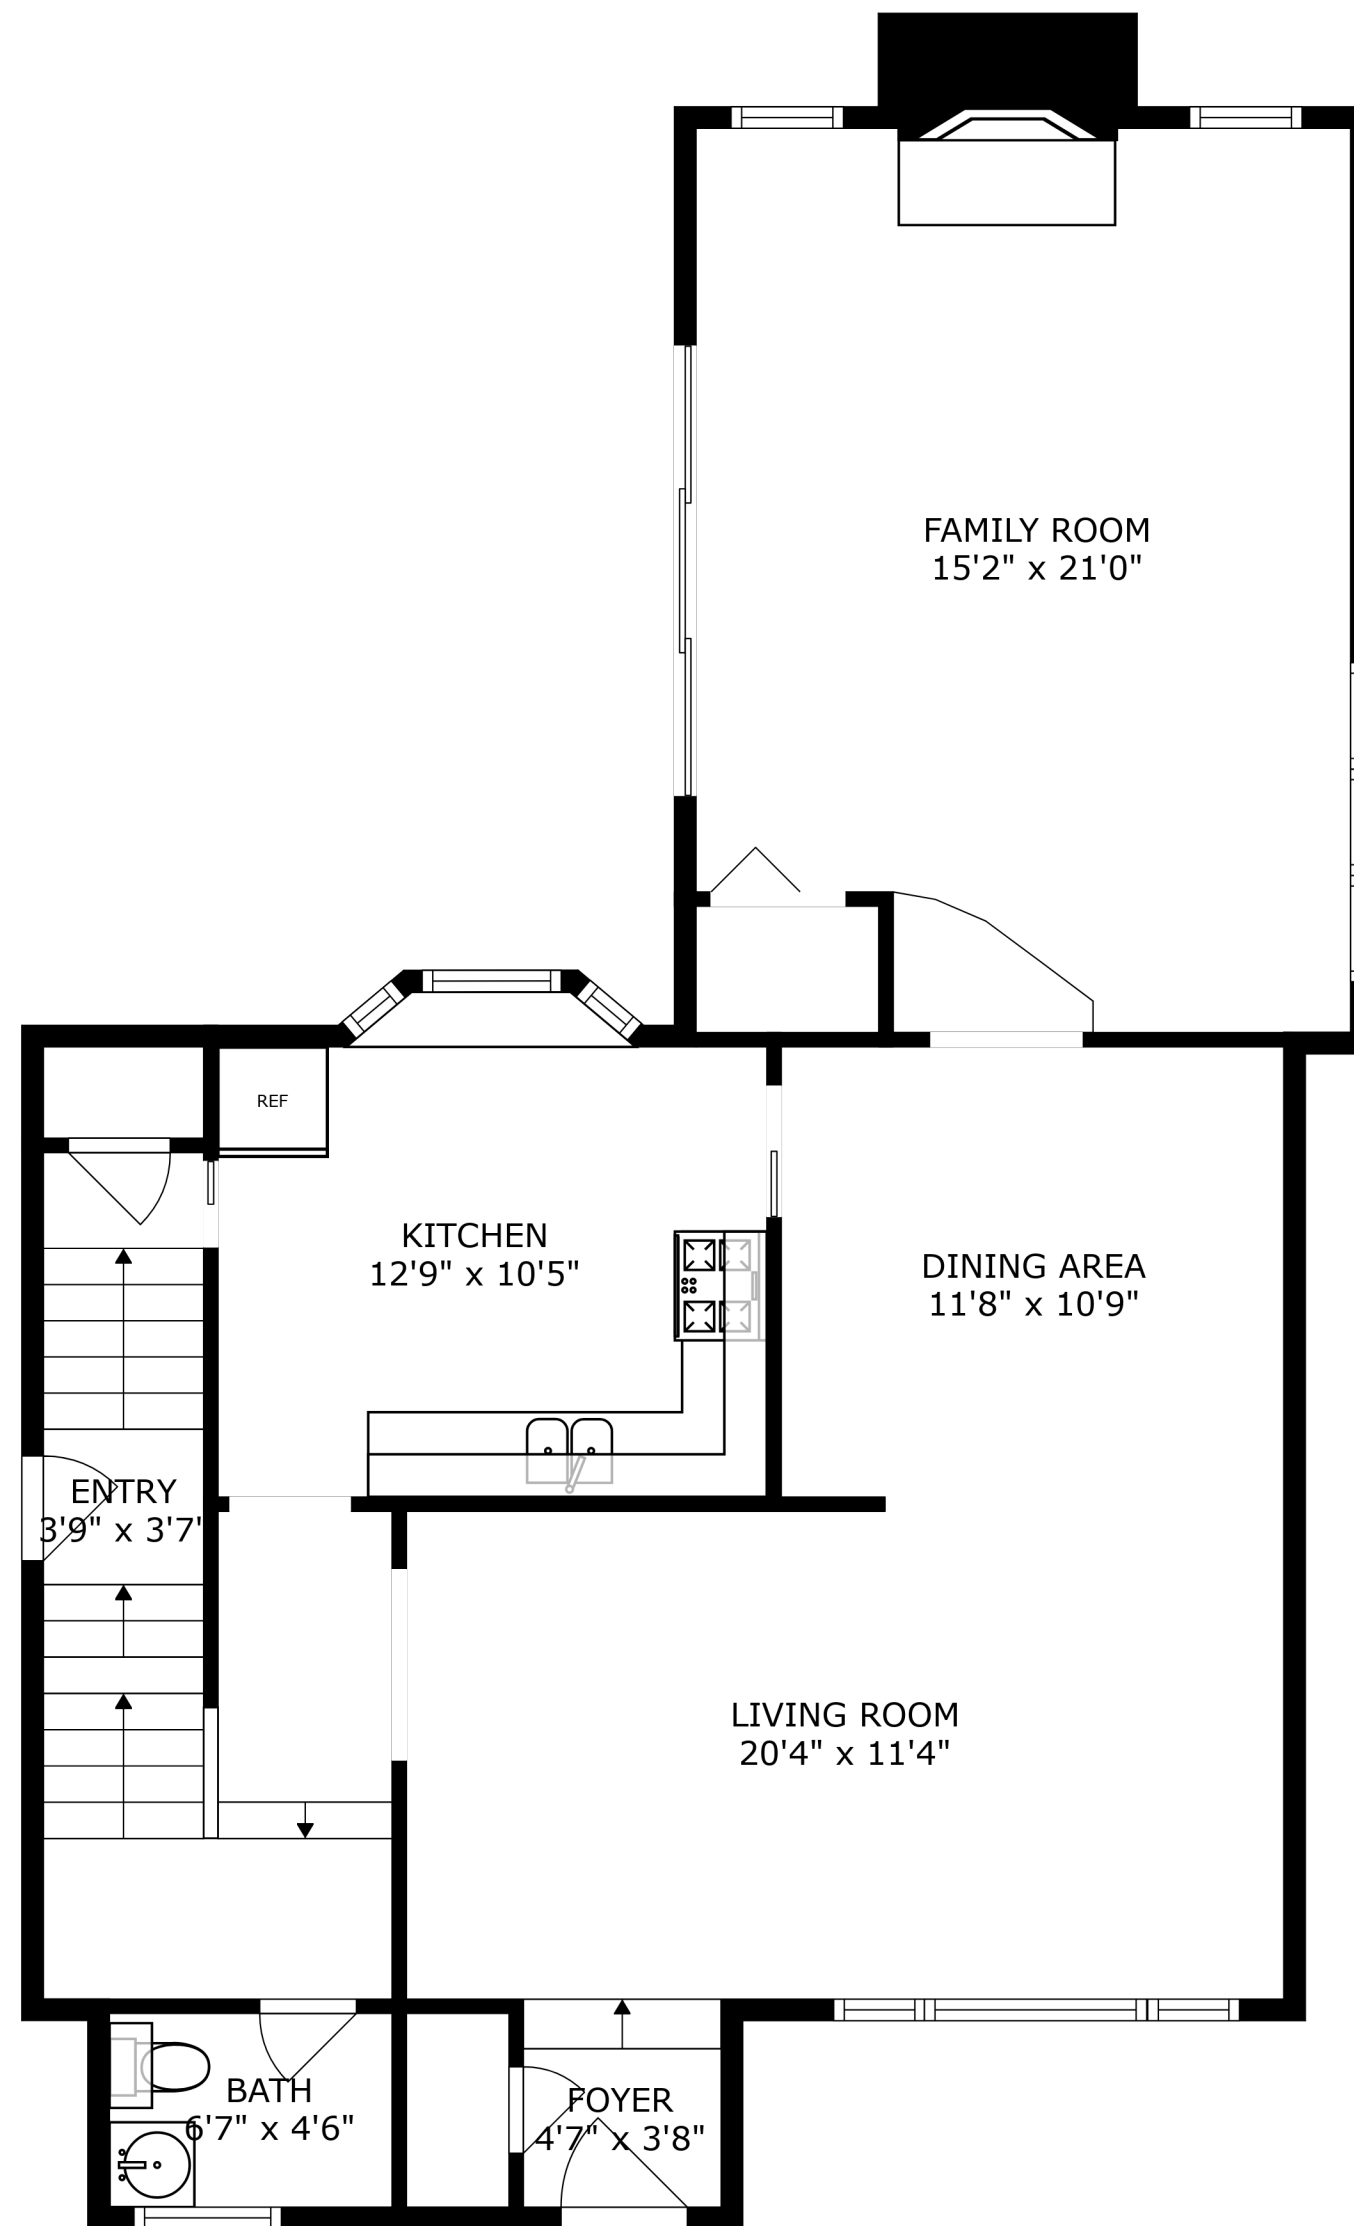 FAMILY ROOM
15'2" x 21'0"
REF
KITCHEN
12'9" x 10'5"
DINING AREA
11'8" x 10'9"
ENTRY
3'9" x 3'7"
LIVING ROOM
20'4" x 11'4"
BATH
6'7" x 4'6"
FOYER
4'7" x 3'8"